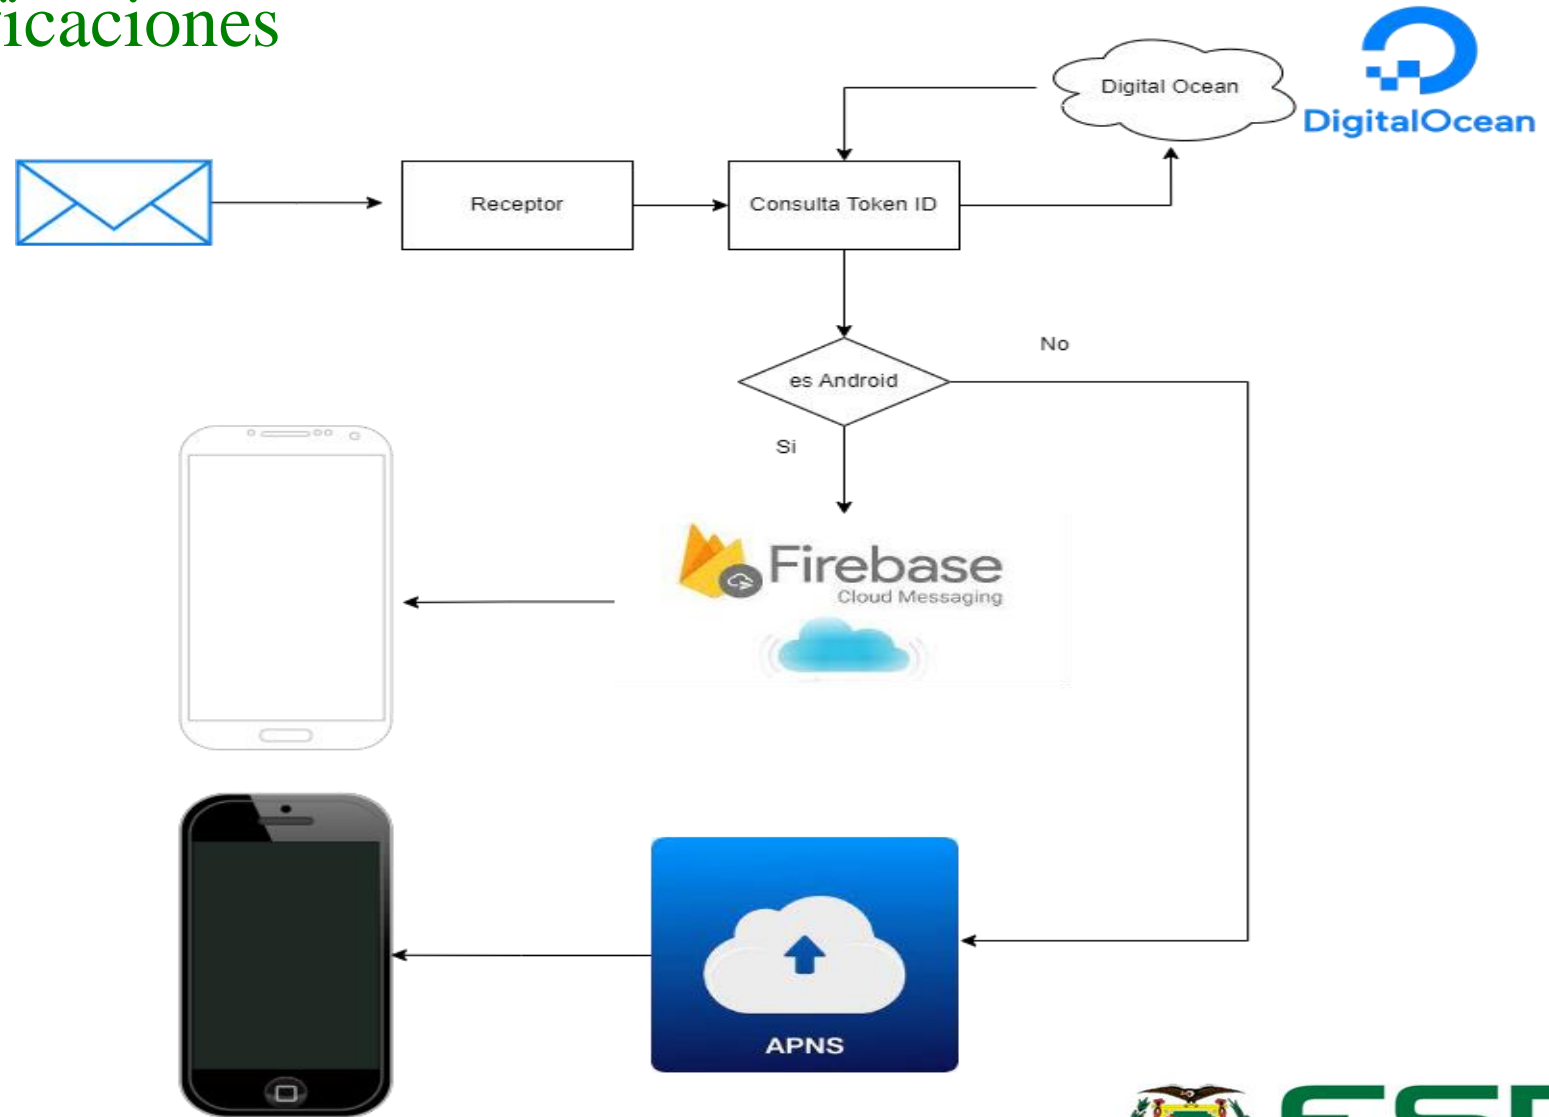 icaciones
Digital Ocean
DigitalOcean
Receptor
Consulta Token ID
No
es Android
Si
Firebase
Cloud Messaging
APNS